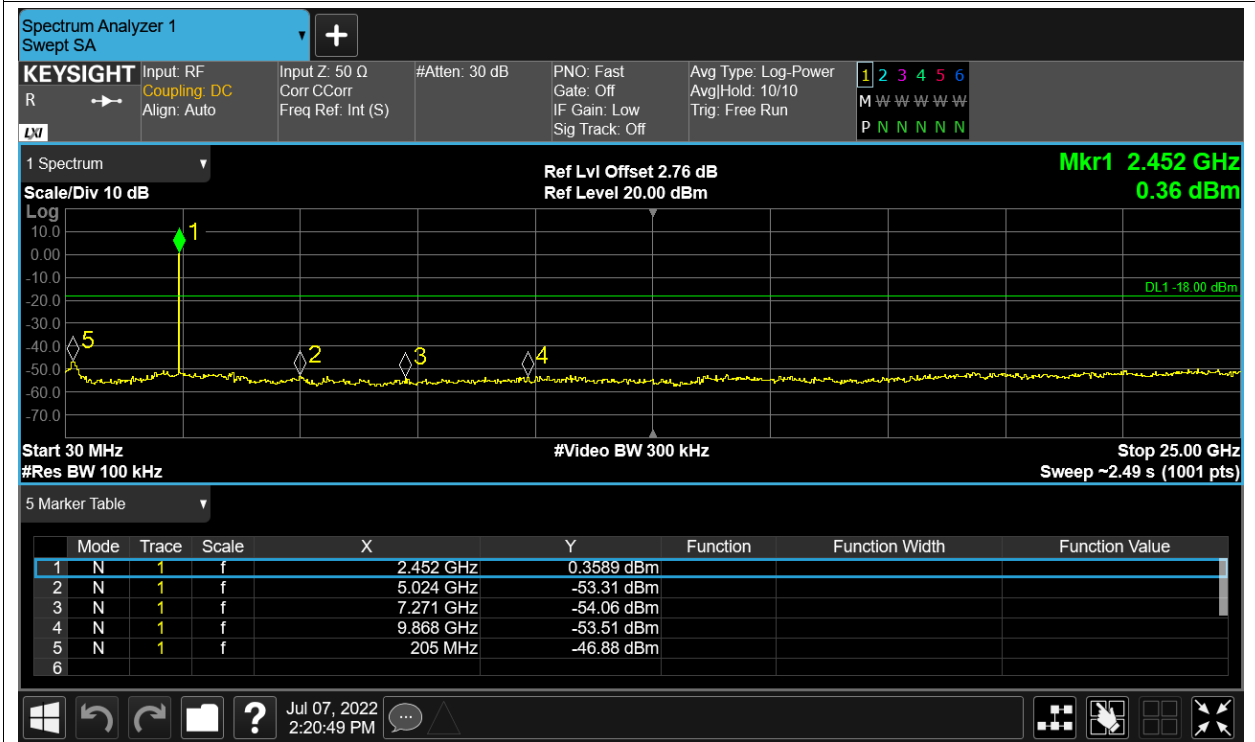 Spectrum Analyzer 1
Swept SA
KEYSIGHT
R
LXI
Input: RF
Coupling: DC
Align: Auto
Input Z: 50 Ω
Corr CCorr
Freq Ref: Int (S)
#Atten: 30 dB
PNO: Fast
Gate: Off
IF Gain: Low
Sig Track: Off
Avg Type: Log-Power
Avg|Hold: 10/10
Trig: Free Run
1 2 3 4 5 6
M W W W W W
P N N N N N
1 Spectrum
Scale/Div 10 dB
Ref Lvl Offset 2.76 dB
Ref Level 20.00 dBm
Mkr1 2.452 GHz
0.36 dBm
Log
10.0
0.00
-10.0
-20.0
-30.0
-40.0
-50.0
-60.0
-70.0
1
DL1 -18.00 dBm
5
2
3
4
Start 30 MHz
#Video BW 300 kHz
Stop 25.00 GHz
#Res BW 100 kHz
Sweep ~2.49 s (1001 pts)
5 Marker Table
Mode Trace Scale X Y Function Function Width Function Value
1 N 1 f 2.452 GHz 0.3589 dBm
2 N 1 f 5.024 GHz -53.31 dBm
3 N 1 f 7.271 GHz -54.06 dBm
4 N 1 f 9.868 GHz -53.51 dBm
5 N 1 f 205 MHz -46.88 dBm
6
?
Jul 07, 2022
2:20:49 PM